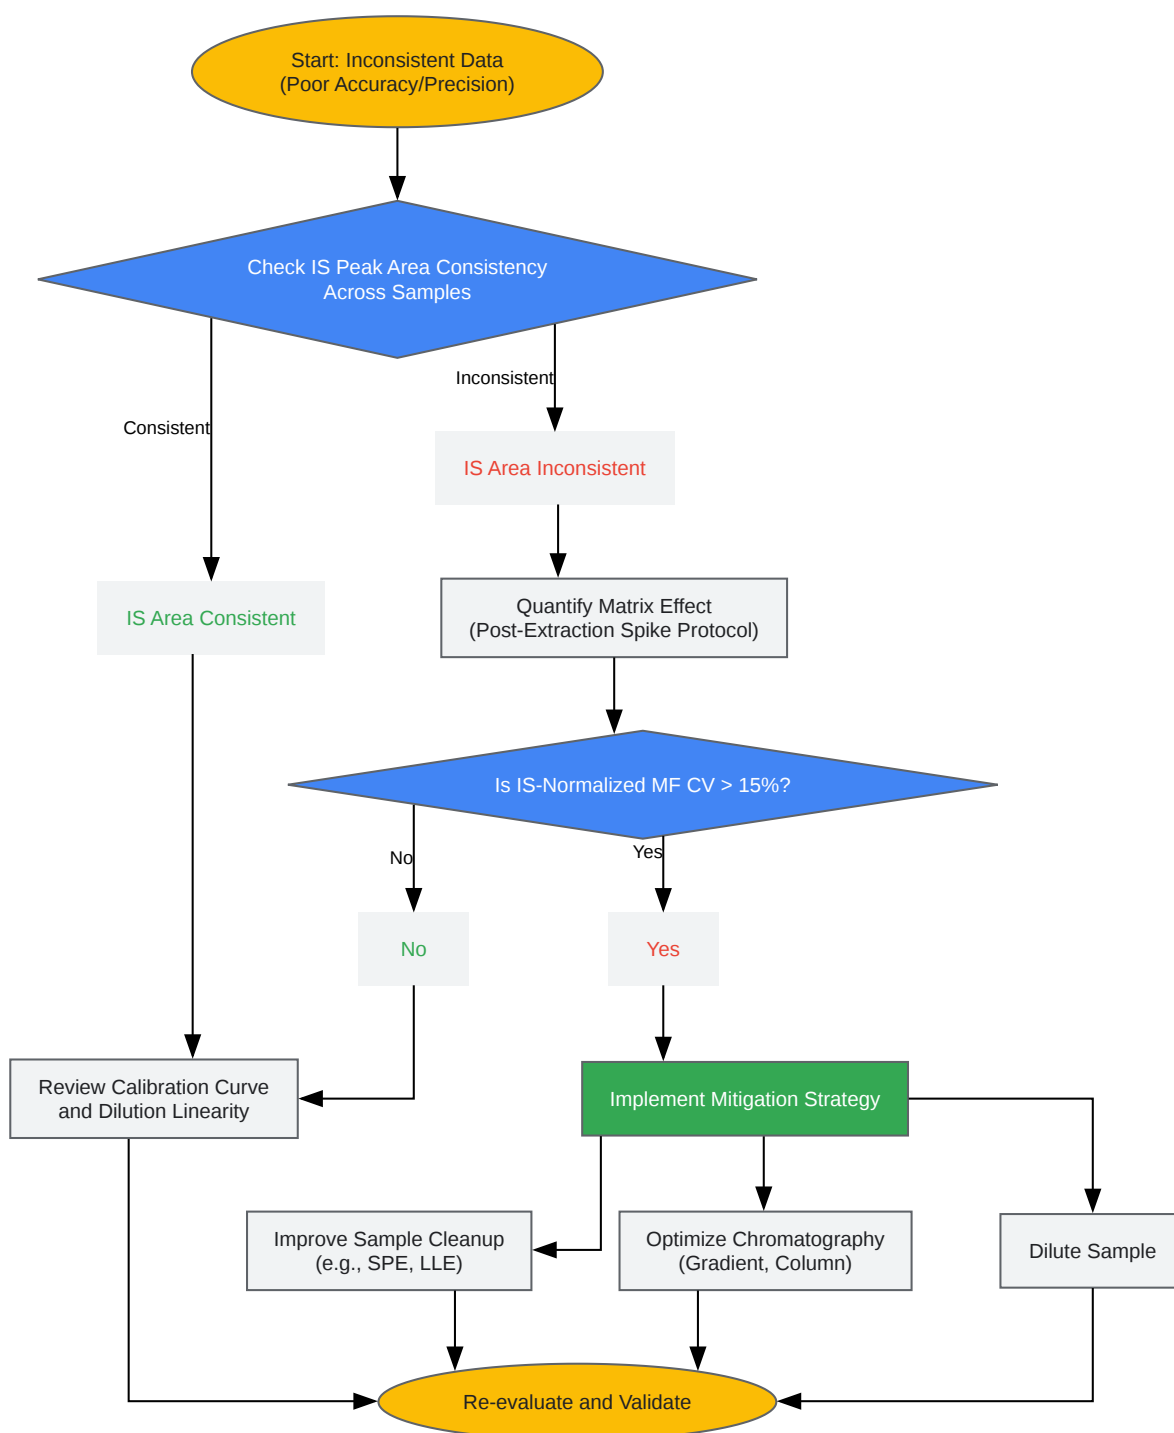 Start: Inconsistent Data
(Poor Accuracy/Precision)
Check IS Peak Area Consistency
Across Samples
Inconsistent
Consistent
IS Area Inconsistent
IS Area Consistent
Quantify Matrix Effect
(Post-Extraction Spike Protocol)
Is IS-Normalized MF CV > 15%?
No
Yes
No
Yes
Review Calibration Curve
and Dilution Linearity
Implement Mitigation Strategy
Improve Sample Cleanup
(e.g., SPE, LLE)
Optimize Chromatography
(Gradient, Column)
Dilute Sample
Re-evaluate and Validate